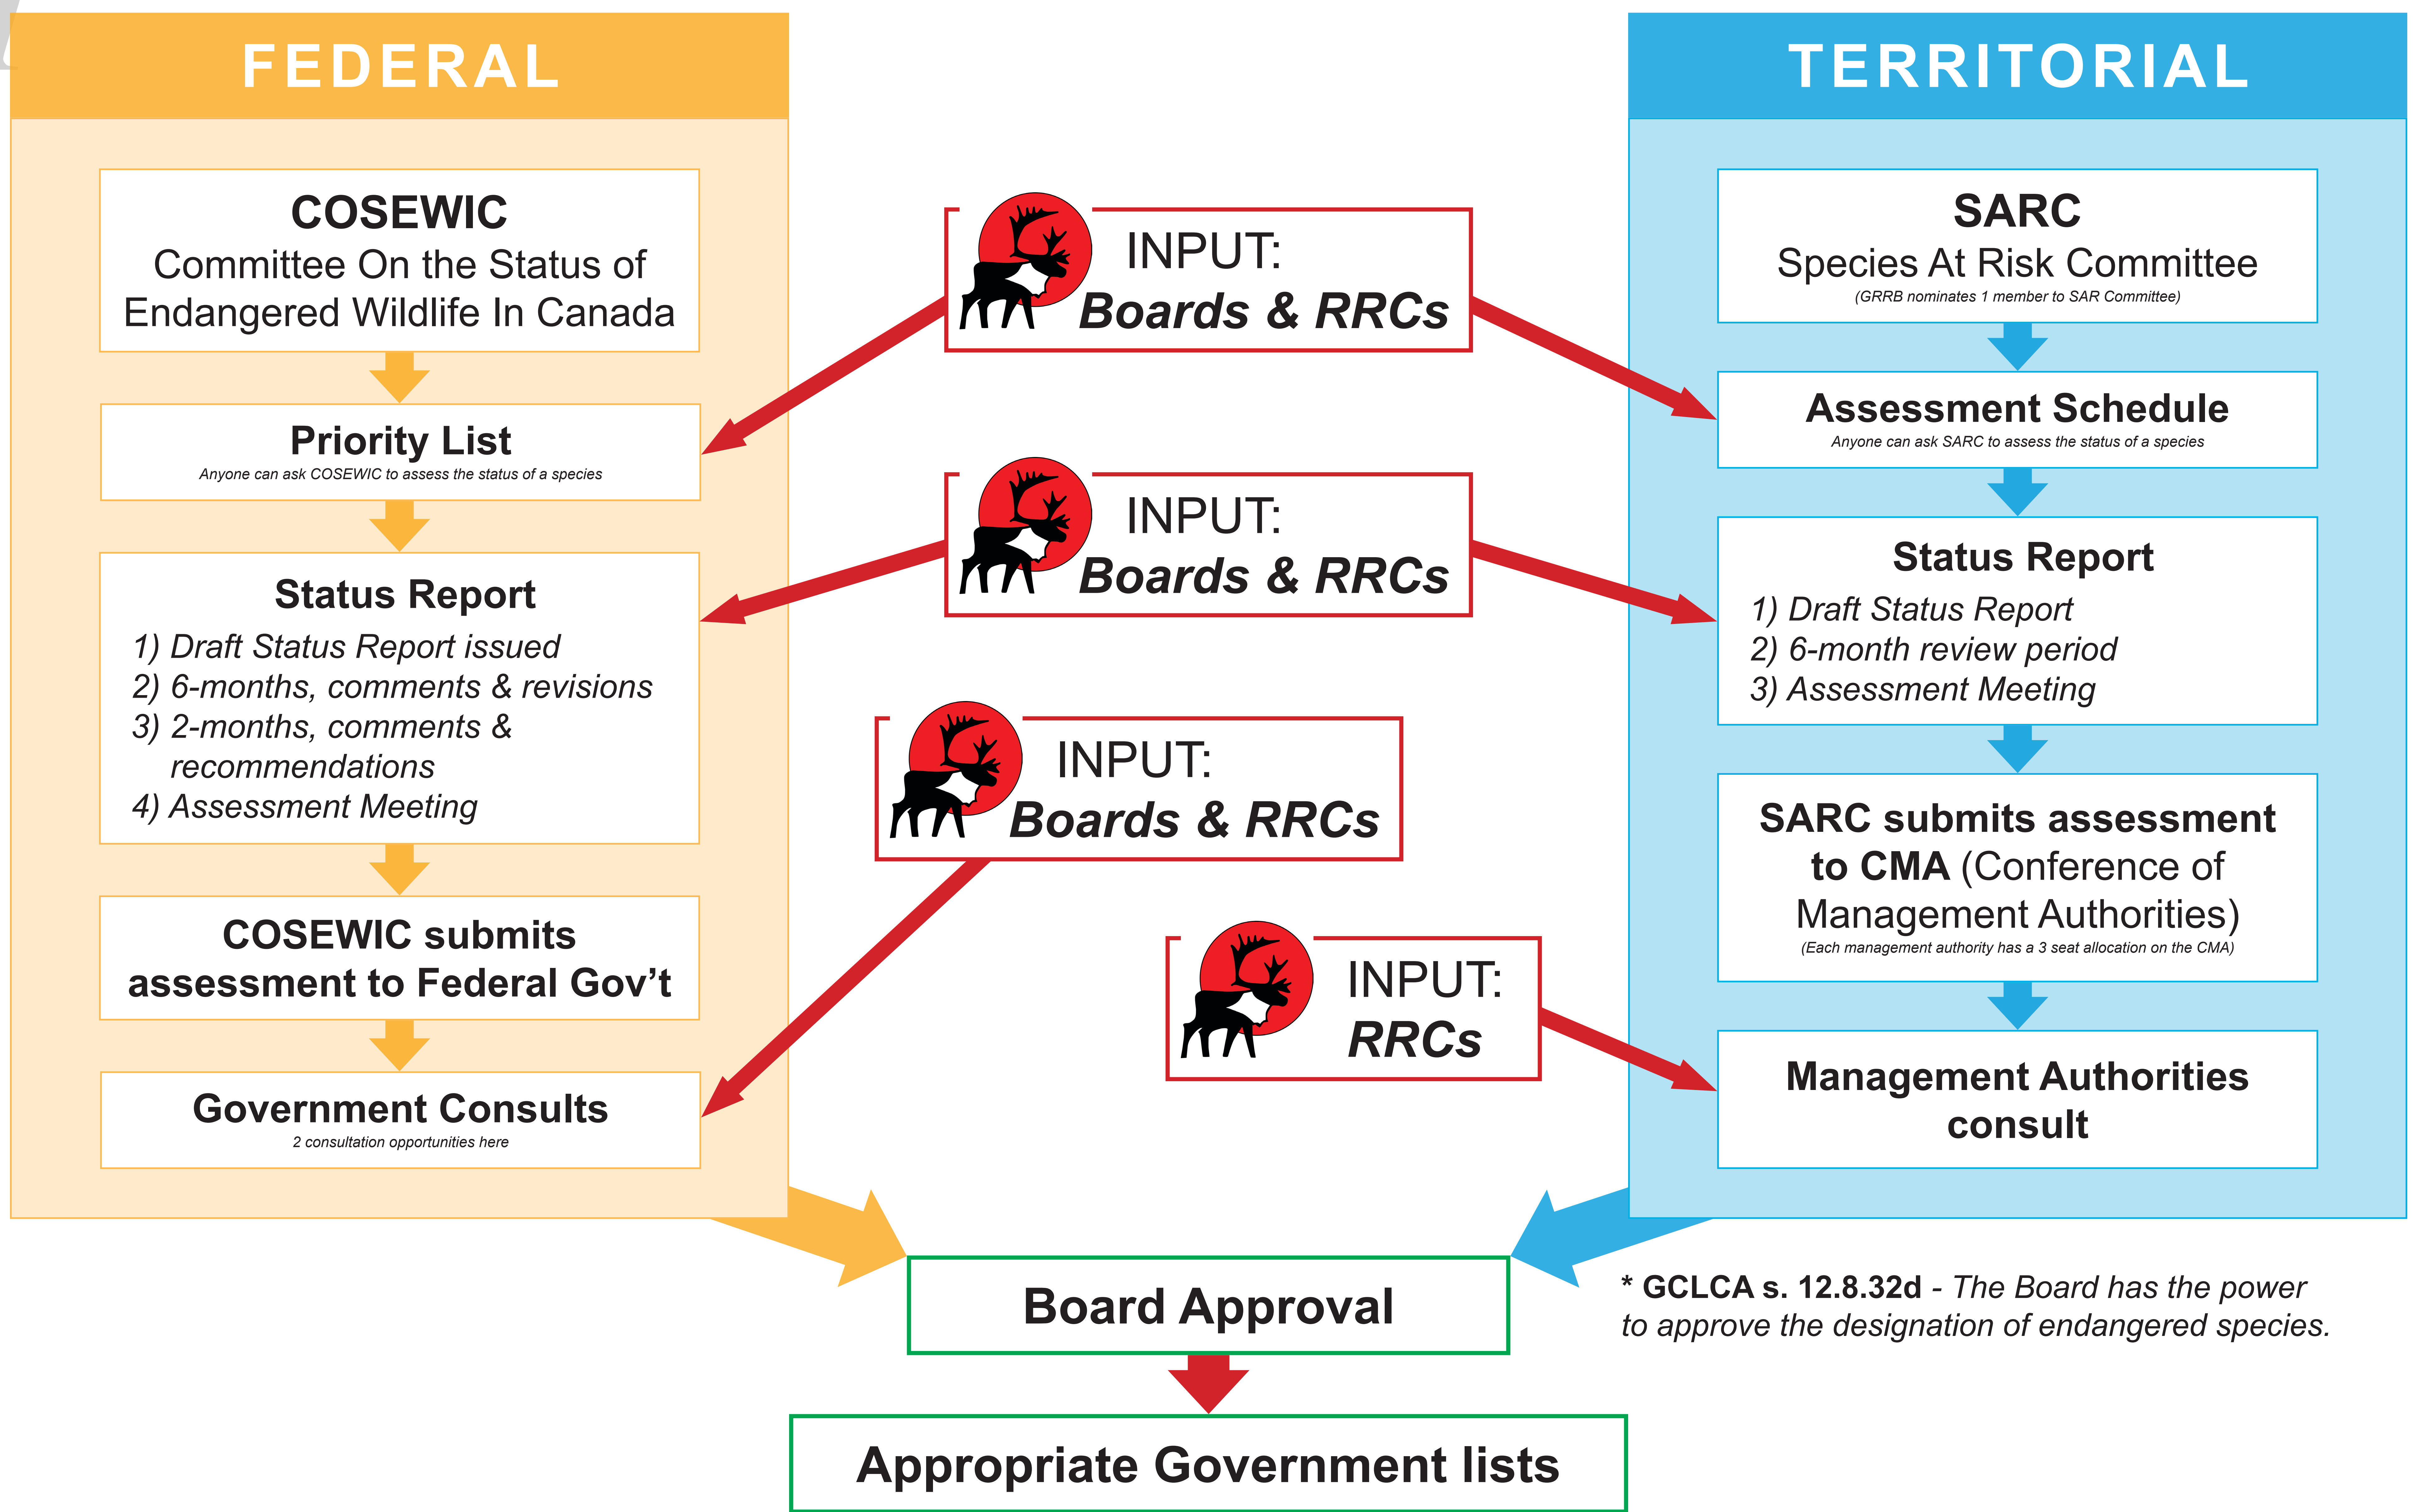 FEDERAL
COSEWIC
Committee On the Status of
Endangered Wildlife In Canada
Priority List
Anyone can ask COSEWIC to assess the status of a species
Status Report
1) Draft Status Report issued
2) 6-months, comments & revisions
3) 2-months, comments &
recommendations
4) Assessment Meeting
COSEWIC submits
assessment to Federal Gov't
Government Consults
2 consultation opportunities here
INPUT:
Boards & RRCs
INPUT:
Boards & RRCs
INPUT:
Boards & RRCs
INPUT:
RRCs
TERRITORIAL
SARC
Species At Risk Committee
(GRRB nominates 1 member to SAR Committee)
Assessment Schedule
Anyone can ask SARC to assess the status of a species
Status Report
1) Draft Status Report
2) 6-month review period
3) Assessment Meeting
SARC submits assessment
to CMA (Conference of
Management Authorities)
(Each management authority has a 3 seat allocation on the CMA)
Management Authorities
consult
Board Approval
* GCLCA s. 12.8.32d - The Board has the power
to approve the designation of endangered species.
Appropriate Government lists